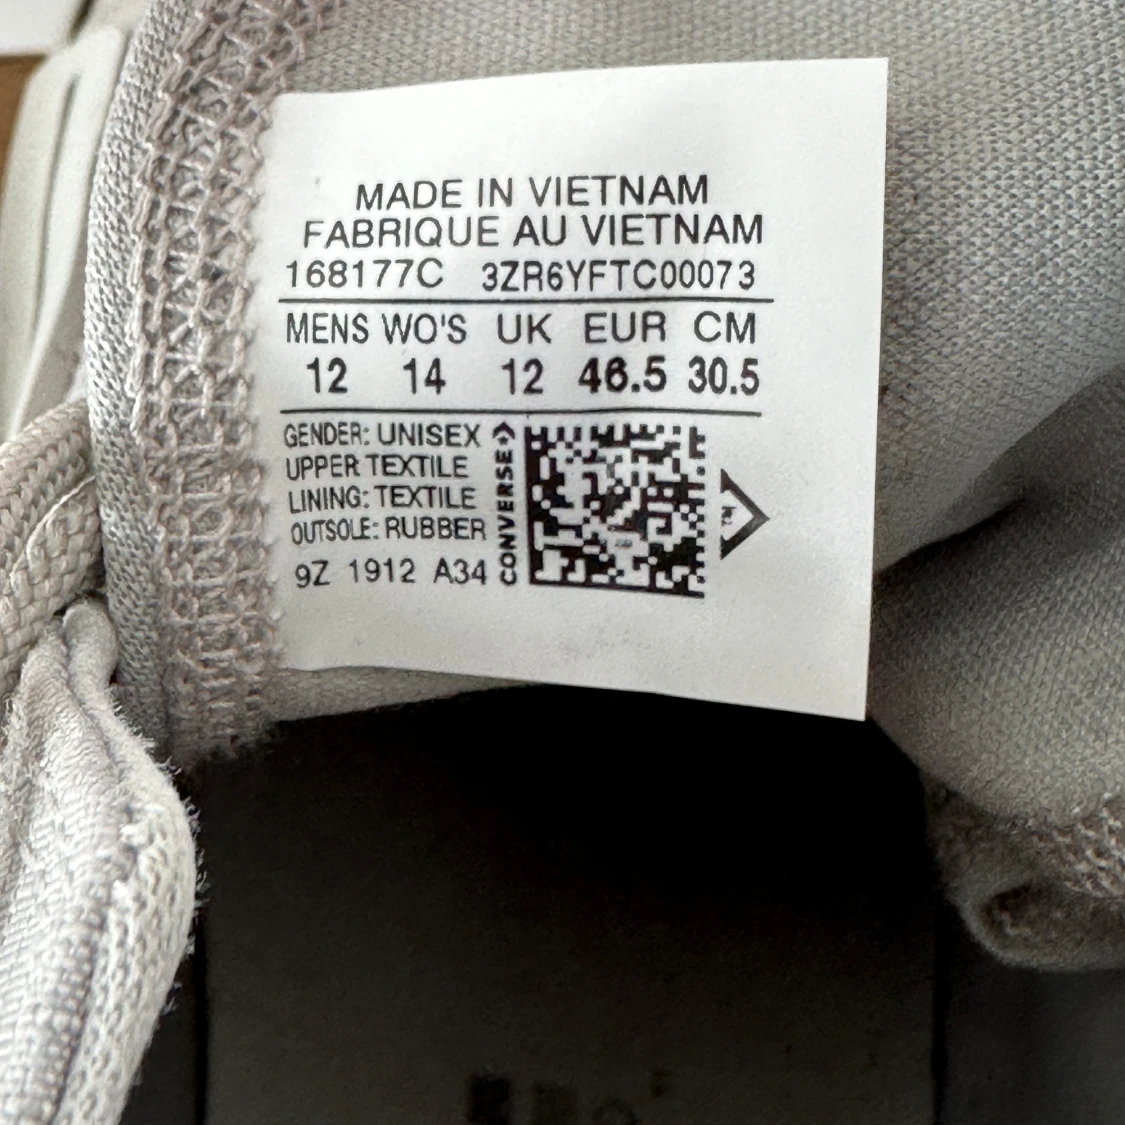 MADE IN VIETNAM
FABRIQUE AU VIETNAM
168177C 3ZR6YFTC00073
MENS WO'S UK EUR CM
12 14 12 46.5 30.5
GENDER: UNISEX
UPPER TEXTILE
LINING: TEXTILE
OUTSOLE: RUBBER
9Z 1912 A34
CONVERSE